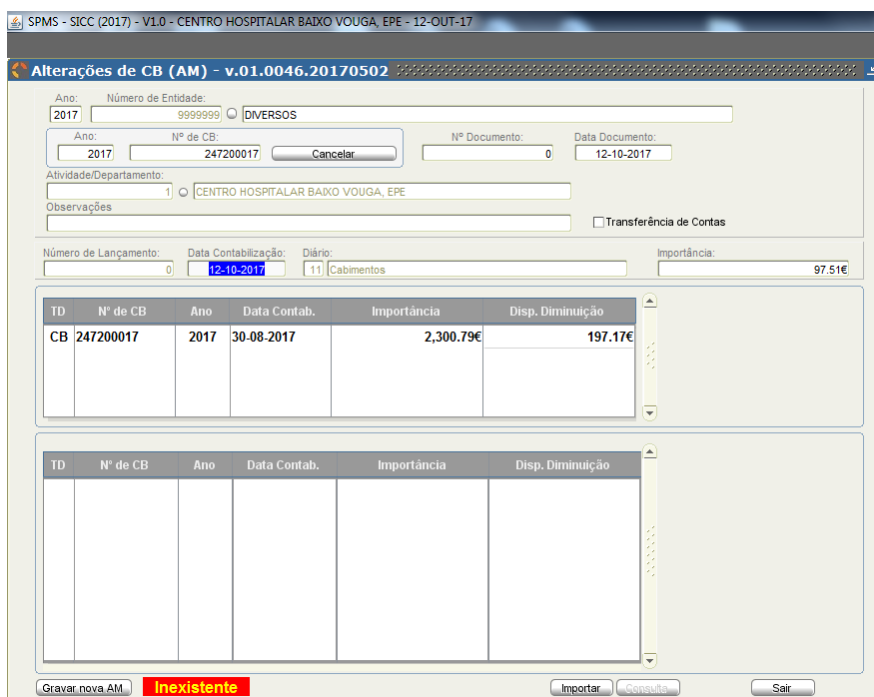 SPMS - SICC (2017) - V1.0 - CENTRO HOSPITALAR BAIXO VOUGA, EPE - 12-OUT-17
Alterações de CB (AM) - v.01.0046.20170502
Ano: Número de Entidade:
2017 9999999 DIVERSOS
Ano: Nº de CB: Nº Documento: Data Documento:
2017 247200017 Cancelar 0 12-10-2017
Atividade/Departamento:
1 CENTRO HOSPITALAR BAIXO VOUGA, EPE
Observações
Transferência de Contas
Número de Lançamento: Data Contabilização: Diário: Importância:
0 12-10-2017 11 Cabimentos 97.51€
TD Nº de CB Ano Data Contab. Importância Disp. Diminuição
CB 247200017 2017 30-08-2017 2,300.79€ 197.17€
TD Nº de CB Ano Data Contab. Importância Disp. Diminuição
Gravar nova AM Inexistente Importar Consulta Sair